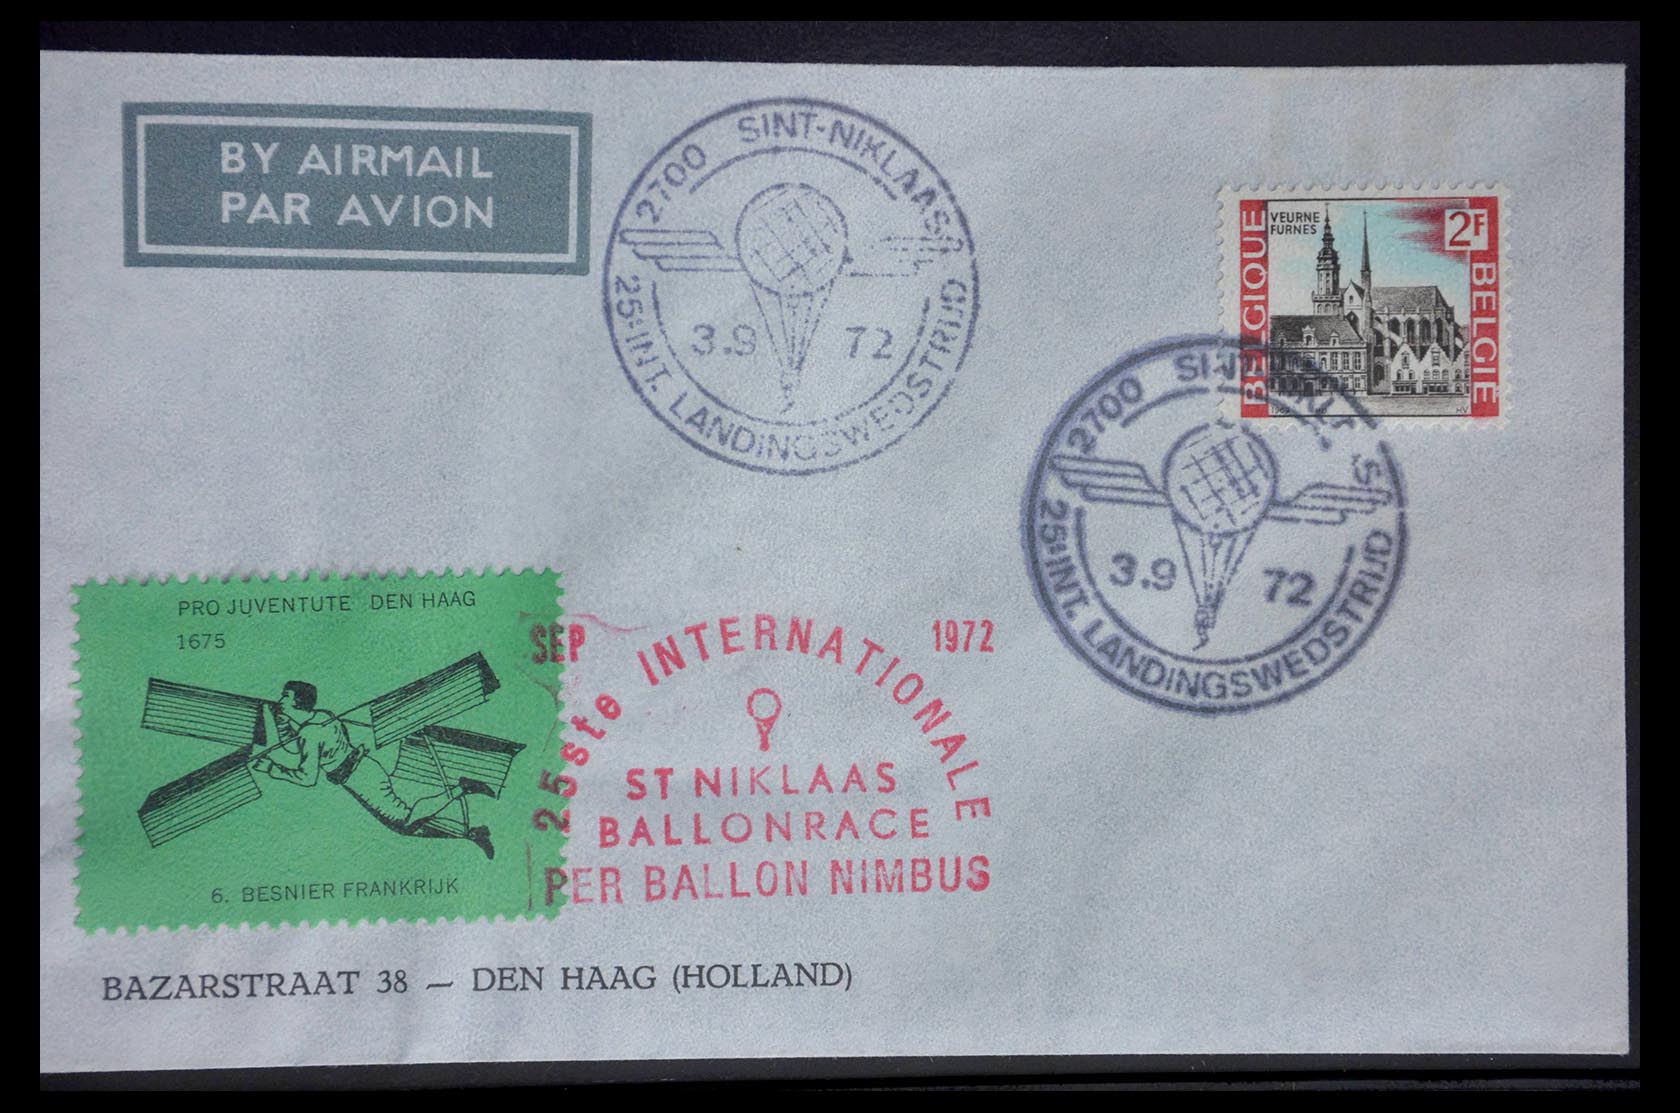 BY AIRMAIL
PAR AVION
2700 SINT-NIKLAAS
3.9 72
25E INT. LANDINGSWEDSTRIJD
VEURNE
FURNES
2F
BELGIQUE
BELGIË
2700
3.9 72
25E INT. LANDINGSWEDSTRIJD
PRO JUVENTUTE DEN HAAG
1675
6. BESNIER FRANKRIJK
SEP 1972
25ste INTERNATIONALE
ST NIKLAAS
BALLONRACE
PER BALLON NIMBUS
BAZARSTRAAT 38 — DEN HAAG (HOLLAND)